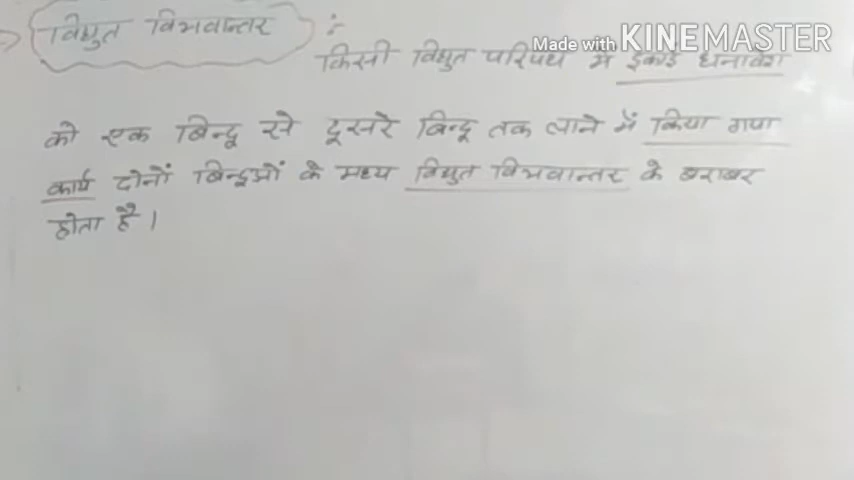 विद्युत विभवान्तर :-
Made with KINEMASTER
किसी विद्युत परिपथ में इकाई धनावेश
को एक बिन्दू से दूसरे बिन्दू तक लाने में किया गया
कार्य दोनों बिन्दुओं के मध्य विद्युत विभवान्तर के बराबर
होता है।